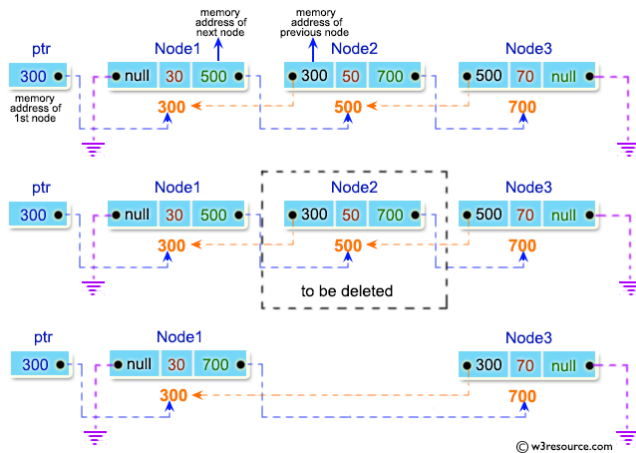 memory address of next node
memory address of previous node
ptr
Node1
Node2
Node3
300
null 30 500
300 50 700
500 70 null
memory address of 1st node
300
500
700
ptr
Node1
Node2
Node3
300
null 30 500
300 50 700
500 70 null
300
500
700
to be deleted
ptr
Node1
Node3
300
null 30 700
300 70 null
300
700
© w3resource.com